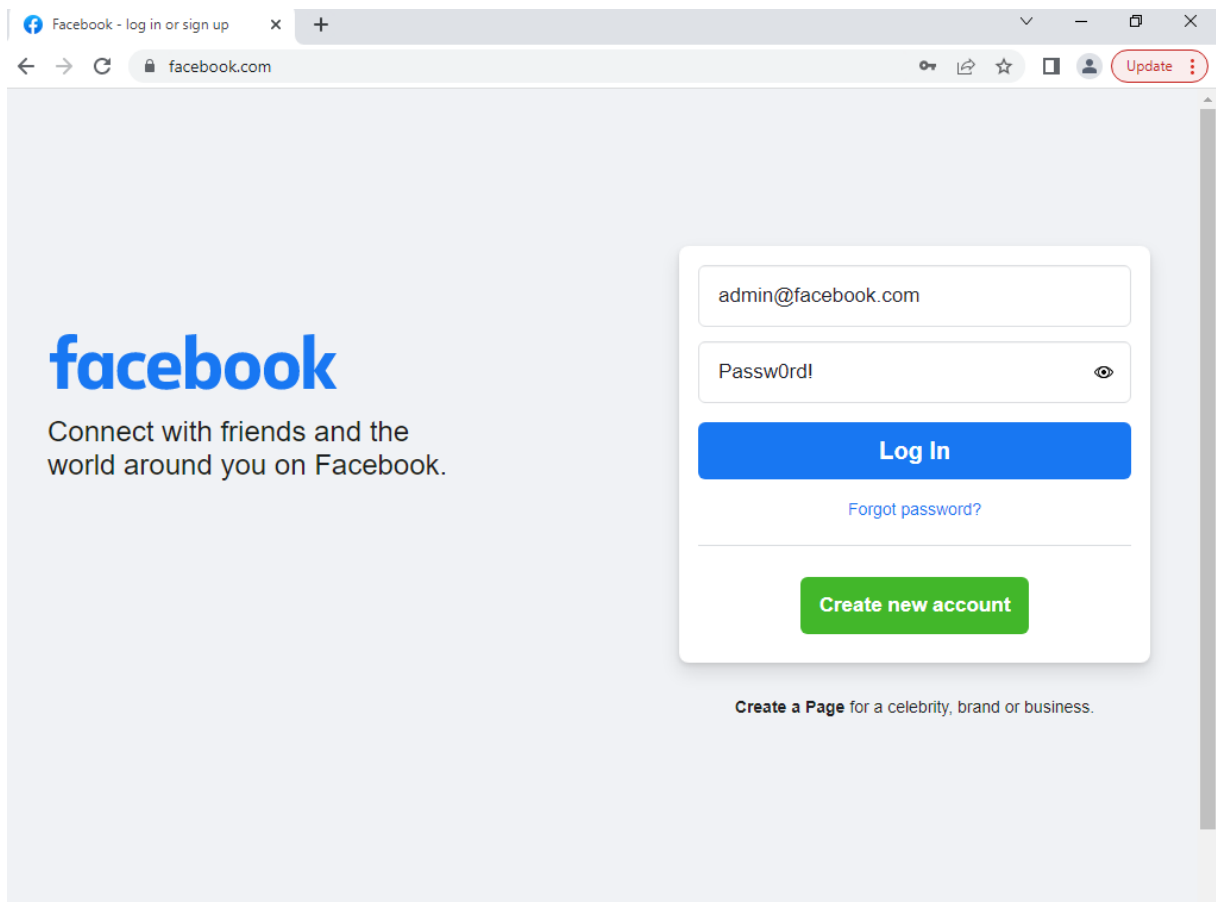 Facebook - log in or sign up
facebook.com
Update
admin@facebook.com
facebook
Passw0rd!
Connect with friends and the
world around you on Facebook.
Log In
Forgot password?
Create new account
Create a Page for a celebrity, brand or business.